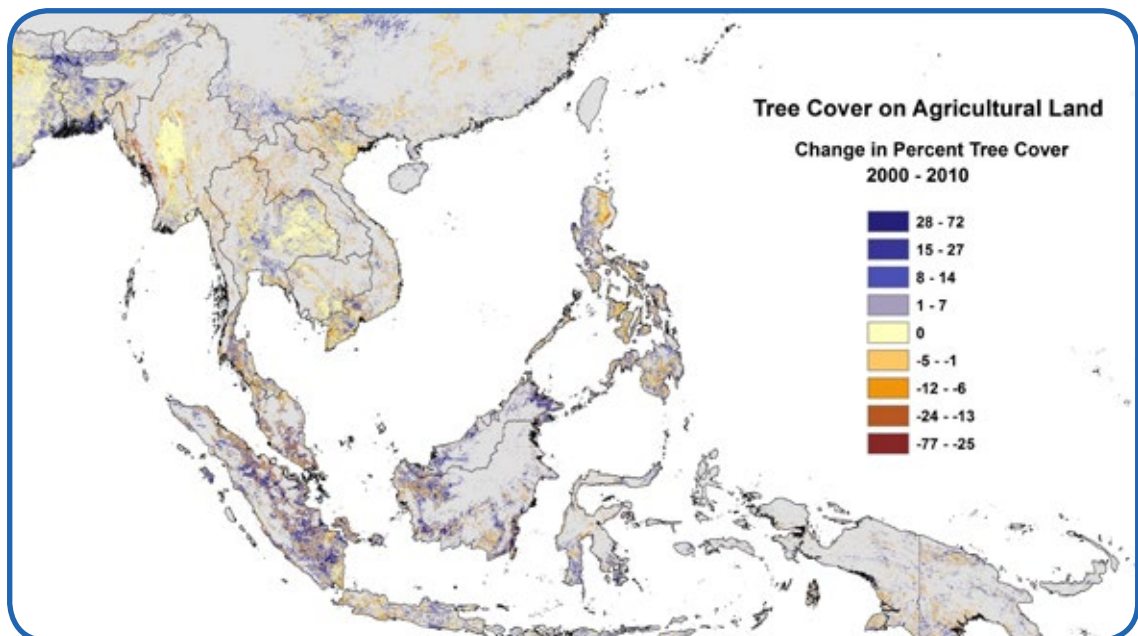 Tree Cover on Agricultural Land
Change in Percent Tree Cover
2000 - 2010
28 - 72
15 - 27
8 - 14
1 - 7
0
-5 - -1
-12 - -6
-24 - -13
-77 - -25